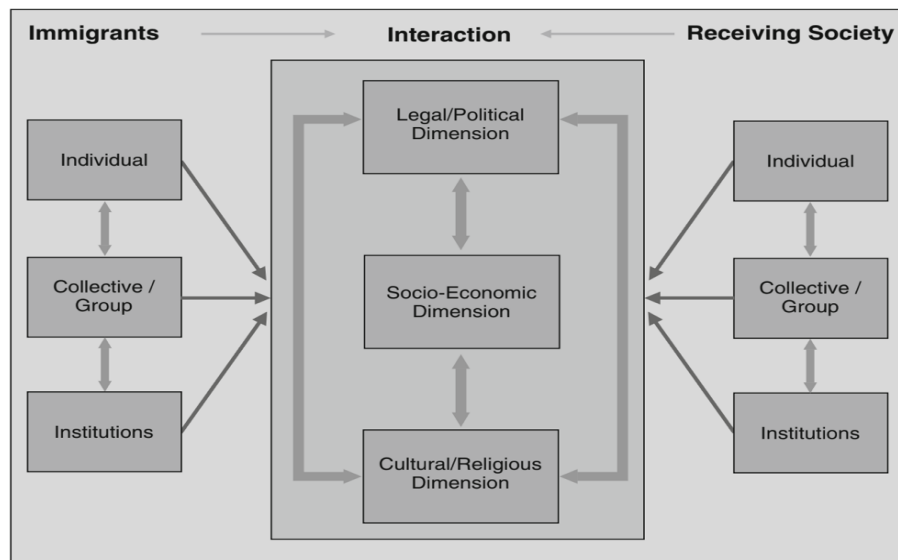 Immigrants
Interaction
Receiving Society
Individual
Collective /
Group
Institutions
Legal/Political
Dimension
Socio-Economic
Dimension
Cultural/Religious
Dimension
Individual
Collective /
Group
Institutions